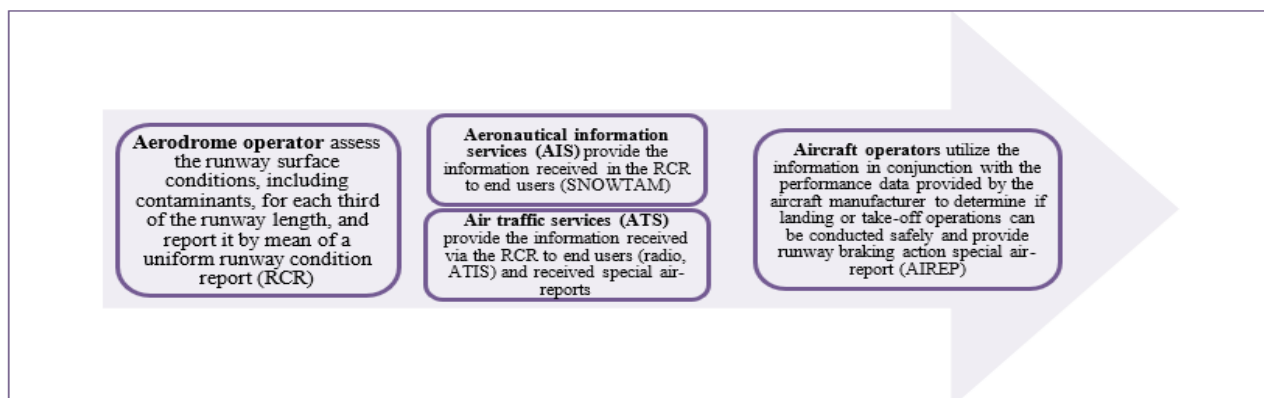 Aerodrome operator assess
the runway surface
conditions, including
contaminants, for each third
of the runway length, and
report it by mean of a
uniform runway condition
report (RCR)
Aeronautical information
services (AIS) provide the
information received in the RCR
to end users (SNOWTAM)
Air traffic services (ATS)
provide the information received
via the RCR to end users (radio,
ATIS) and received special air-
reports
Aircraft operators utilize the
information in conjunction with the
performance data provided by the
aircraft manufacturer to determine if
landing or take-off operations can
be conducted safely and provide
runway braking action special air-
report (AIREP)